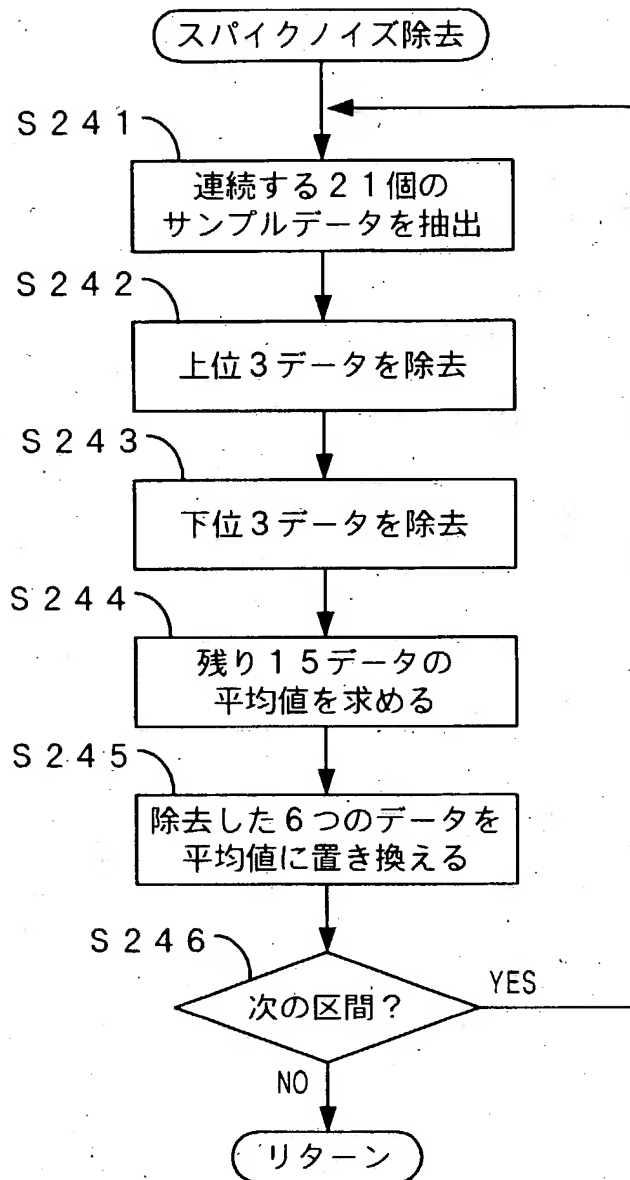 スパイクノイズ除去
S241
連続する21個の
サンプルデータを抽出
S242
上位3データを除去
S243
下位3データを除去
S244
残り15データの
平均値を求める
S245
除去した6つのデータを
平均値に置き換える
S246
次の区間?
YES
NO
リターン